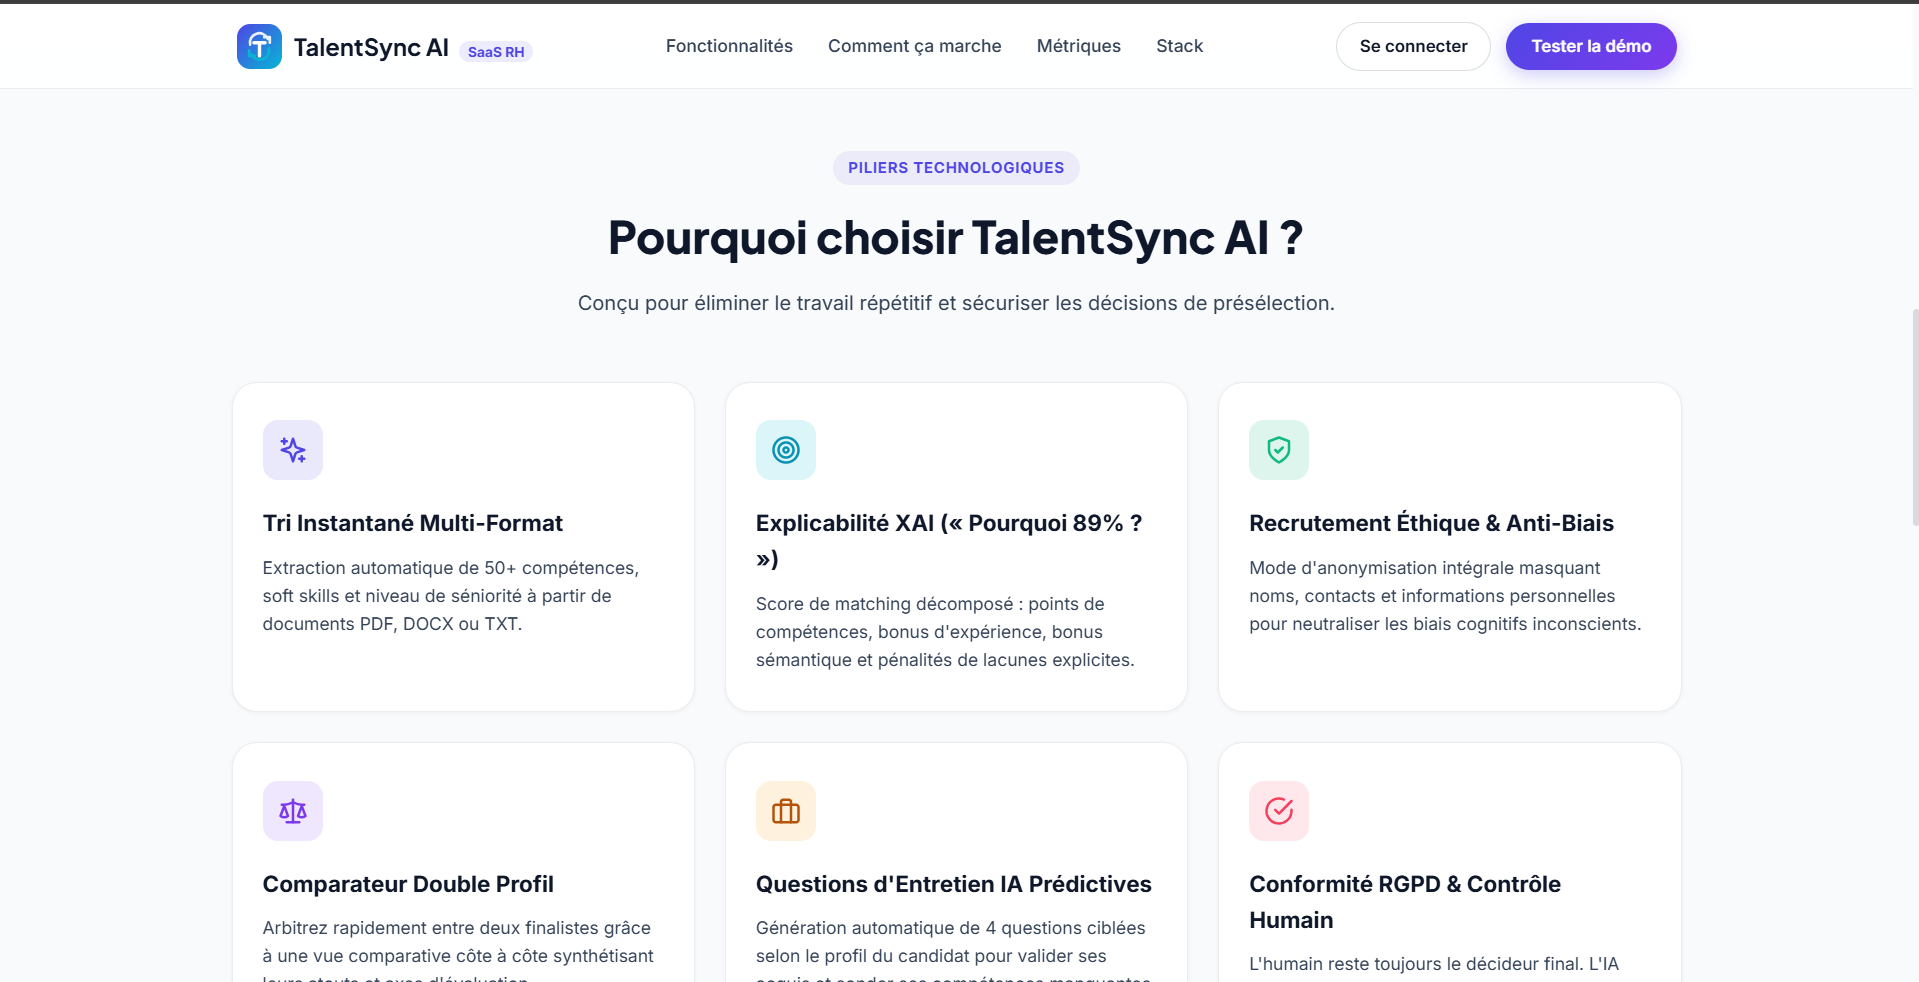 TalentSync AI SaaS RH
Fonctionnalités Comment ça marche Métriques Stack
Se connecter Tester la démo
PILIERS TECHNOLOGIQUES
Pourquoi choisir TalentSync AI ?
Conçu pour éliminer le travail répétitif et sécuriser les décisions de présélection.
Tri Instantané Multi-Format
Extraction automatique de 50+ compétences,
soft skills et niveau de séniorité à partir de
documents PDF, DOCX ou TXT.
Explicabilité XAI (« Pourquoi 89% ?
»)
Score de matching décomposé : points de
compétences, bonus d'expérience, bonus
sémantique et pénalités de lacunes explicites.
Recrutement Éthique & Anti-Biais
Mode d'anonymisation intégrale masquant
noms, contacts et informations personnelles
pour neutraliser les biais cognitifs inconscients.
Comparateur Double Profil
Arbitrez rapidement entre deux finalistes grâce
à une vue comparative côte à côte synthétisant
Questions d'Entretien IA Prédictives
Génération automatique de 4 questions ciblées
selon le profil du candidat pour valider ses
Conformité RGPD & Contrôle
Humain
L'humain reste toujours le décideur final. L'IA